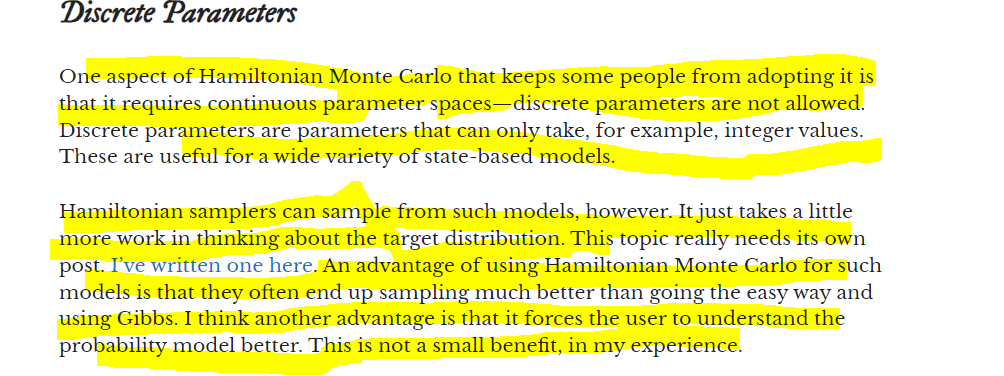 Discrete Parameters
One aspect of Hamiltonian Monte Carlo that keeps some people from adopting it is
that it requires continuous parameter spaces—discrete parameters are not allowed.
Discrete parameters are parameters that can only take, for example, integer values.
These are useful for a wide variety of state-based models.
Hamiltonian samplers can sample from such models, however. It just takes a little
more work in thinking about the target distribution. This topic really needs its own
post. I’ve written one here. An advantage of using Hamiltonian Monte Carlo for such
models is that they often end up sampling much better than going the easy way and
using Gibbs. I think another advantage is that it forces the user to understand the
probability model better. This is not a small benefit, in my experience.